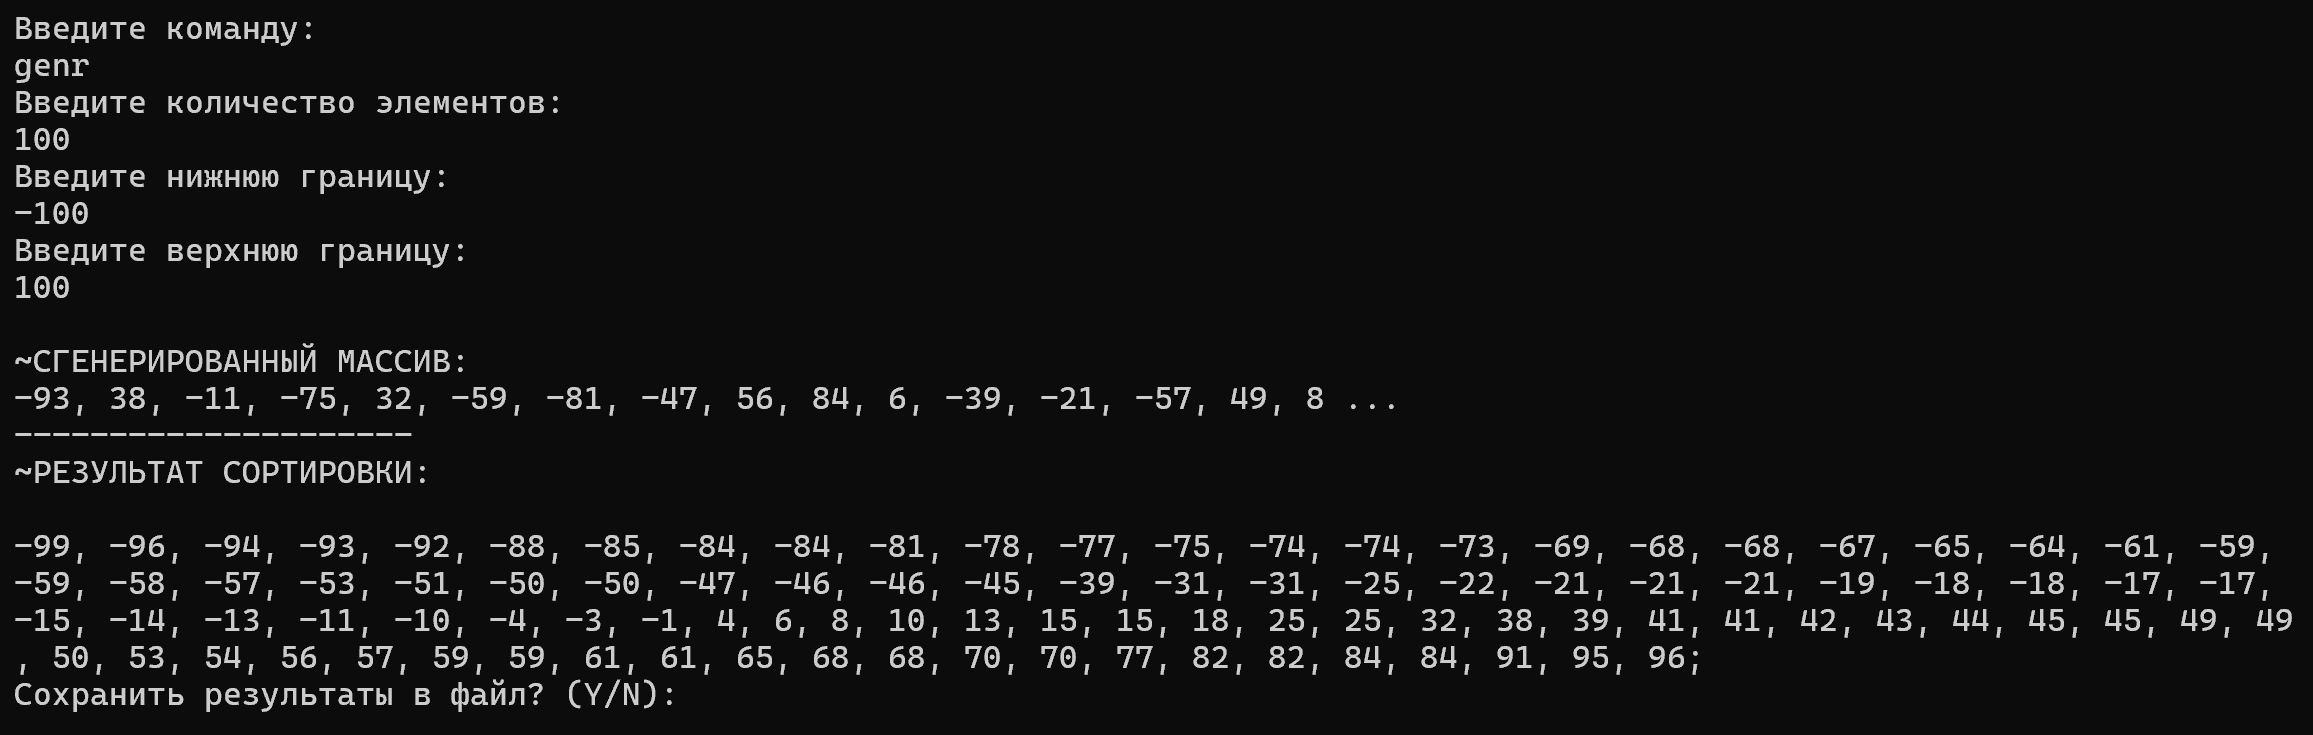 Введите команду:
genr
Введите количество элементов:
100
Введите нижнюю границу:
-100
Введите верхнюю границу:
100
~СГЕНЕРИРОВАННЫЙ МАССИВ:
-93, 38, -11, -75, 32, -59, -81, -47, 56, 84, 6, -39, -21, -57, 49, 8 ...
---------------------
~РЕЗУЛЬТАТ СОРТИРОВКИ:
-99, -96, -94, -93, -92, -88, -85, -84, -84, -81, -78, -77, -75, -74, -74, -73, -69, -68, -68, -67, -65, -64, -61, -59,
-59, -58, -57, -53, -51, -50, -50, -47, -46, -46, -45, -39, -31, -31, -25, -22, -21, -21, -21, -19, -18, -18, -17, -17,
-15, -14, -13, -11, -10, -4, -3, -1, 4, 6, 8, 10, 13, 15, 15, 18, 25, 25, 32, 38, 39, 41, 41, 42, 43, 44, 45, 45, 49, 49
, 50, 53, 54, 56, 57, 59, 59, 61, 61, 65, 68, 68, 70, 70, 77, 82, 82, 84, 84, 91, 95, 96;
Сохранить результаты в файл? (Y/N):